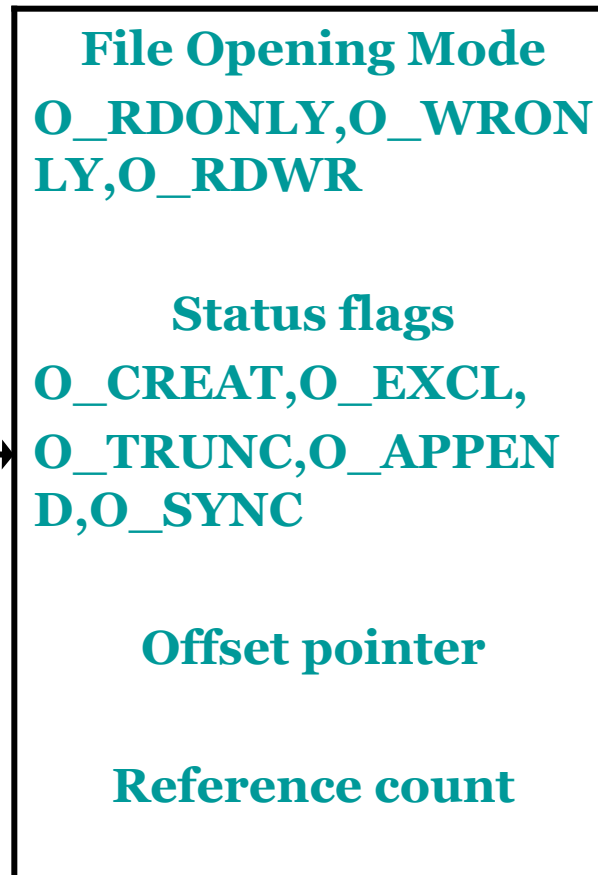 File Opening Mode
O_RDONLY,O_WRON
LY,O_RDWR
Status flags
O_CREAT,O_EXCL,
O_TRUNC,O_APPEN
D,O_SYNC
Offset pointer
Reference count